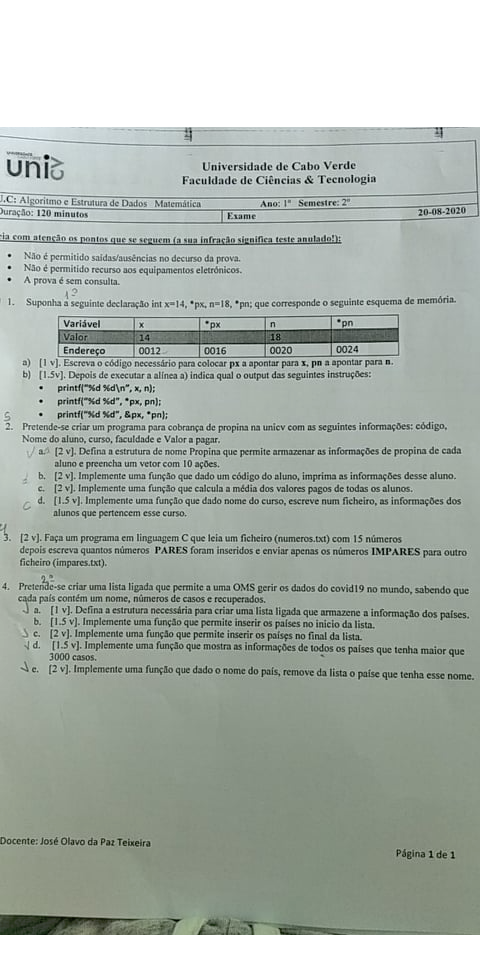 uni
Universidade de Cabo Verde
Faculdade de Ciências & Tecnologia
U.C: Algoritmo e Estrutura de Dados Matemática Ano: 1º Semestre: 2º
Duração: 120 minutos Exame 20-08-2020
com atenção os pontos que se seguem (a sua infração significa teste anulado!):
• Não é permitido saídas/ausências no decurso da prova.
• Não é permitido recurso aos equipamentos eletrónicos.
• A prova é sem consulta.
1. Suponha a seguinte declaração int x=14, *px, n=18, *pn; que corresponde o seguinte esquema de memória.
Variável x *px n *pn
Valor 14 18
Endereço 0012 0016 0020 0024
a) [1 v]. Escreva o código necessário para colocar px a apontar para x, pn a apontar para n.
b) [1.5v]. Depois de executar a alínea a) indica qual o output das seguintes instruções:
• printf("%d %d\n", x, n);
• printf("%d %d", *px, pn);
• printf("%d %d", &px, *pn);
2. Pretende-se criar um programa para cobrança de propina na unicv com as seguintes informações: código,
Nome do aluno, curso, faculdade e Valor a pagar.
a. [2 v]. Defina a estrutura de nome Propina que permite armazenar as informações de propina de cada
aluno e preencha um vetor com 10 ações.
b. [2 v]. Implemente uma função que dado um código do aluno, imprima as informações desse aluno.
c. [2 v]. Implemente uma função que calcula a média dos valores pagos de todos os alunos.
d. [1.5 v]. Implemente uma função que dado nome do curso, escreve num ficheiro, as informações dos
alunos que pertencem esse curso.
3. [2 v]. Faça um programa em linguagem C que leia um ficheiro (numeros.txt) com 15 números
depois escreva quantos números PARES foram inseridos e enviar apenas os números IMPARES para outro
ficheiro (impares.txt).
4. Pretende-se criar uma lista ligada que permite a uma OMS gerir os dados do covid19 no mundo, sabendo que
cada país contém um nome, números de casos e recuperados.
a. [1 v]. Defina a estrutura necessária para criar uma lista ligada que armazene a informação dos países.
b. [1.5 v]. Implemente uma função que permite inserir os países no inicio da lista.
c. [2 v]. Implemente uma função que permite inserir os países no final da lista.
d. [1.5 v]. Implemente uma função que mostra as informações de todos os países que tenha maior que
3000 casos.
e. [2 v]. Implemente uma função que dado o nome do país, remove da lista o paíse que tenha esse nome.
Docente: José Olavo da Paz Teixeira
Página 1 de 1